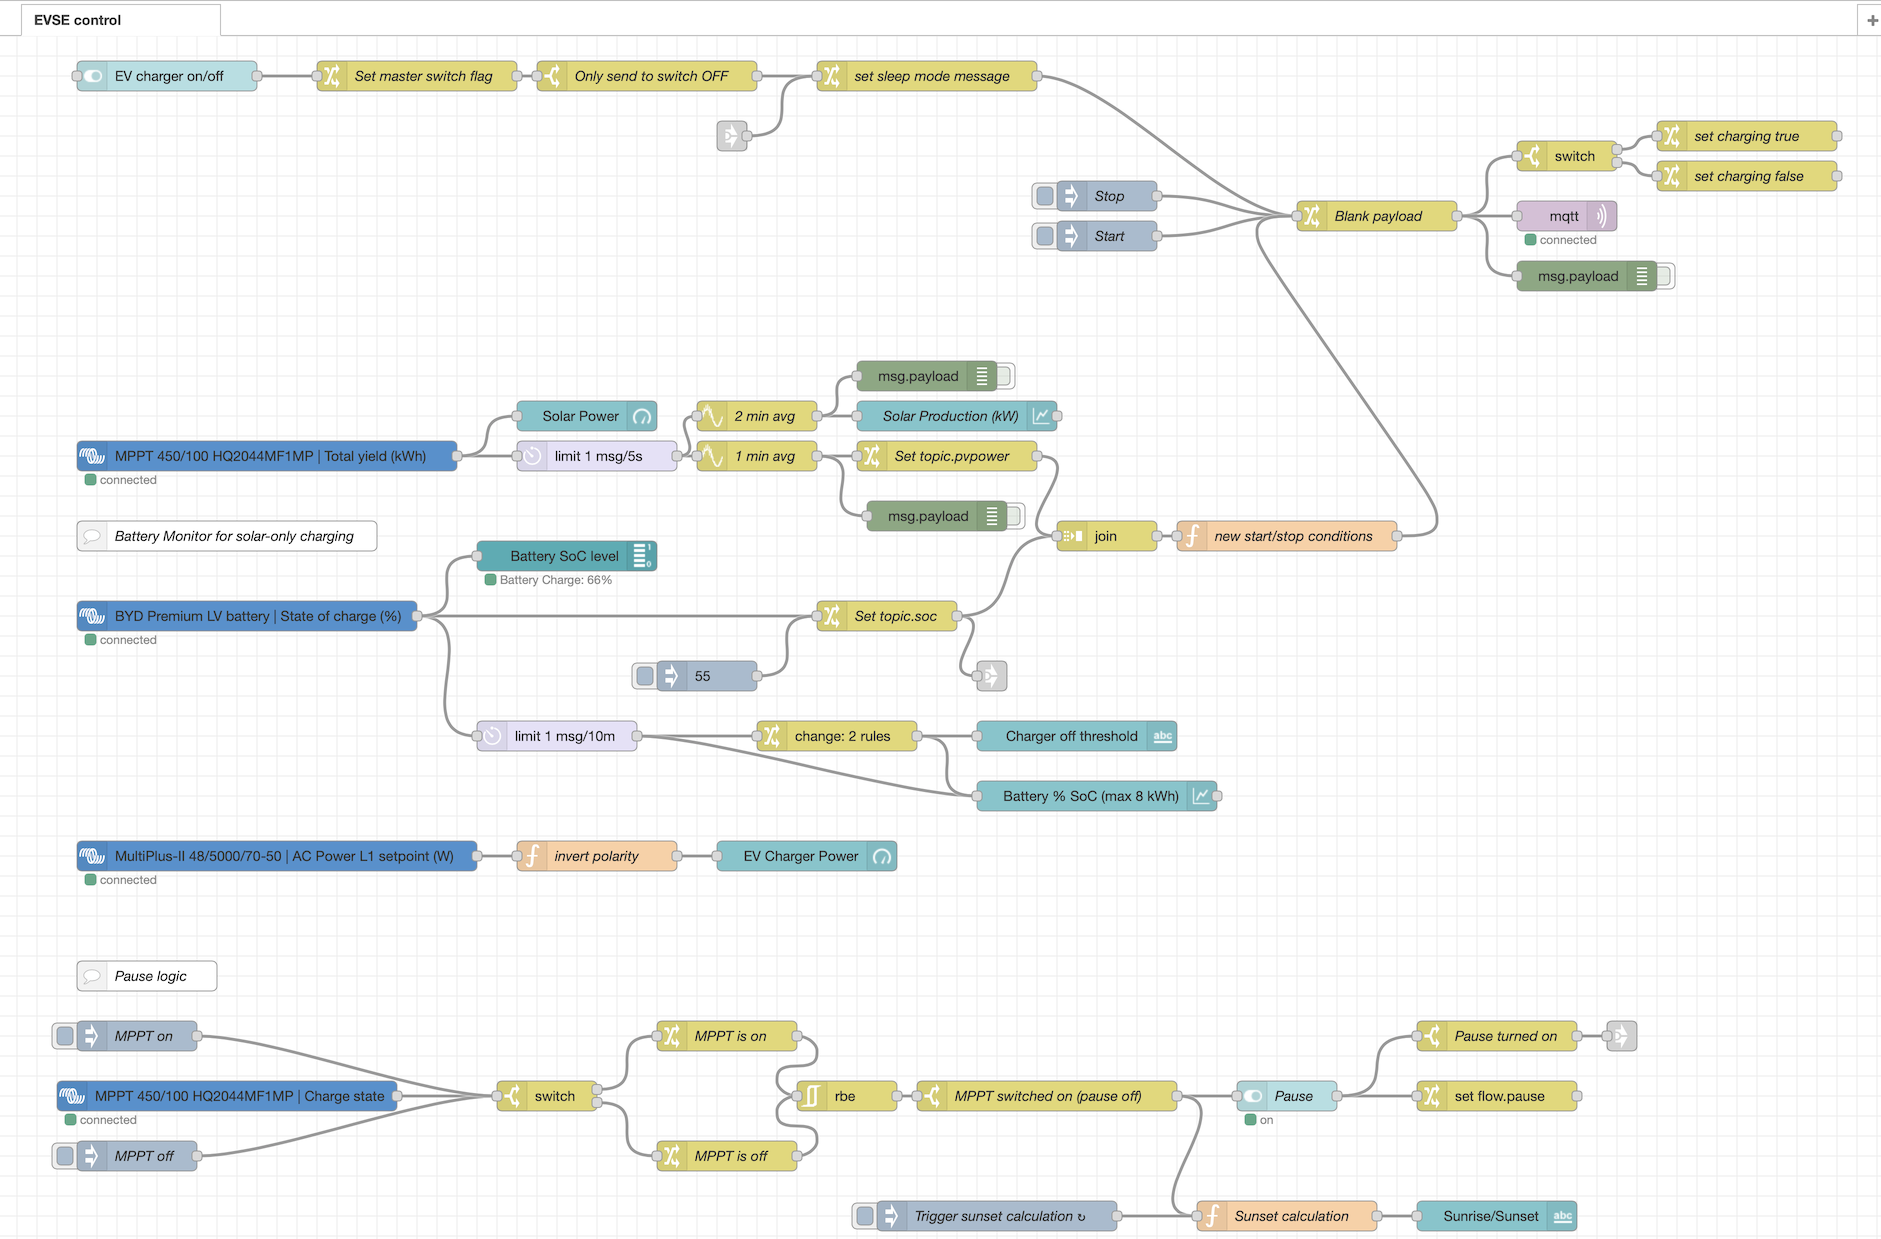 EVSE control
EV charger on/off
Set master switch flag
Only send to switch OFF
set sleep mode message
set charging true
switch
set charging false
Stop
Start
Blank payload
mqtt
connected
msg.payload
msg.payload
Solar Power
2 min avg
Solar Production (kW)
MPPT 450/100 HQ2044MF1MP | Total yield (kWh)
limit 1 msg/5s
1 min avg
Set topic.pvpower
connected
msg.payload
Battery Monitor for solar-only charging
join
new start/stop conditions
Battery SoC level
1
0
Battery Charge: 66%
BYD Premium LV battery | State of charge (%)
Set topic.soc
connected
55
limit 1 msg/10m
change: 2 rules
Charger off threshold
abc
Battery % SoC (max 8 kWh)
MultiPlus-II 48/5000/70-50 | AC Power L1 setpoint (W)
invert polarity
EV Charger Power
connected
Pause logic
MPPT on
MPPT is on
Pause turned on
MPPT 450/100 HQ2044MF1MP | Charge state
switch
rbe
MPPT switched on (pause off)
Pause
set flow.pause
connected
on
MPPT off
MPPT is off
Trigger sunset calculation ↻
Sunset calculation
Sunrise/Sunset
abc